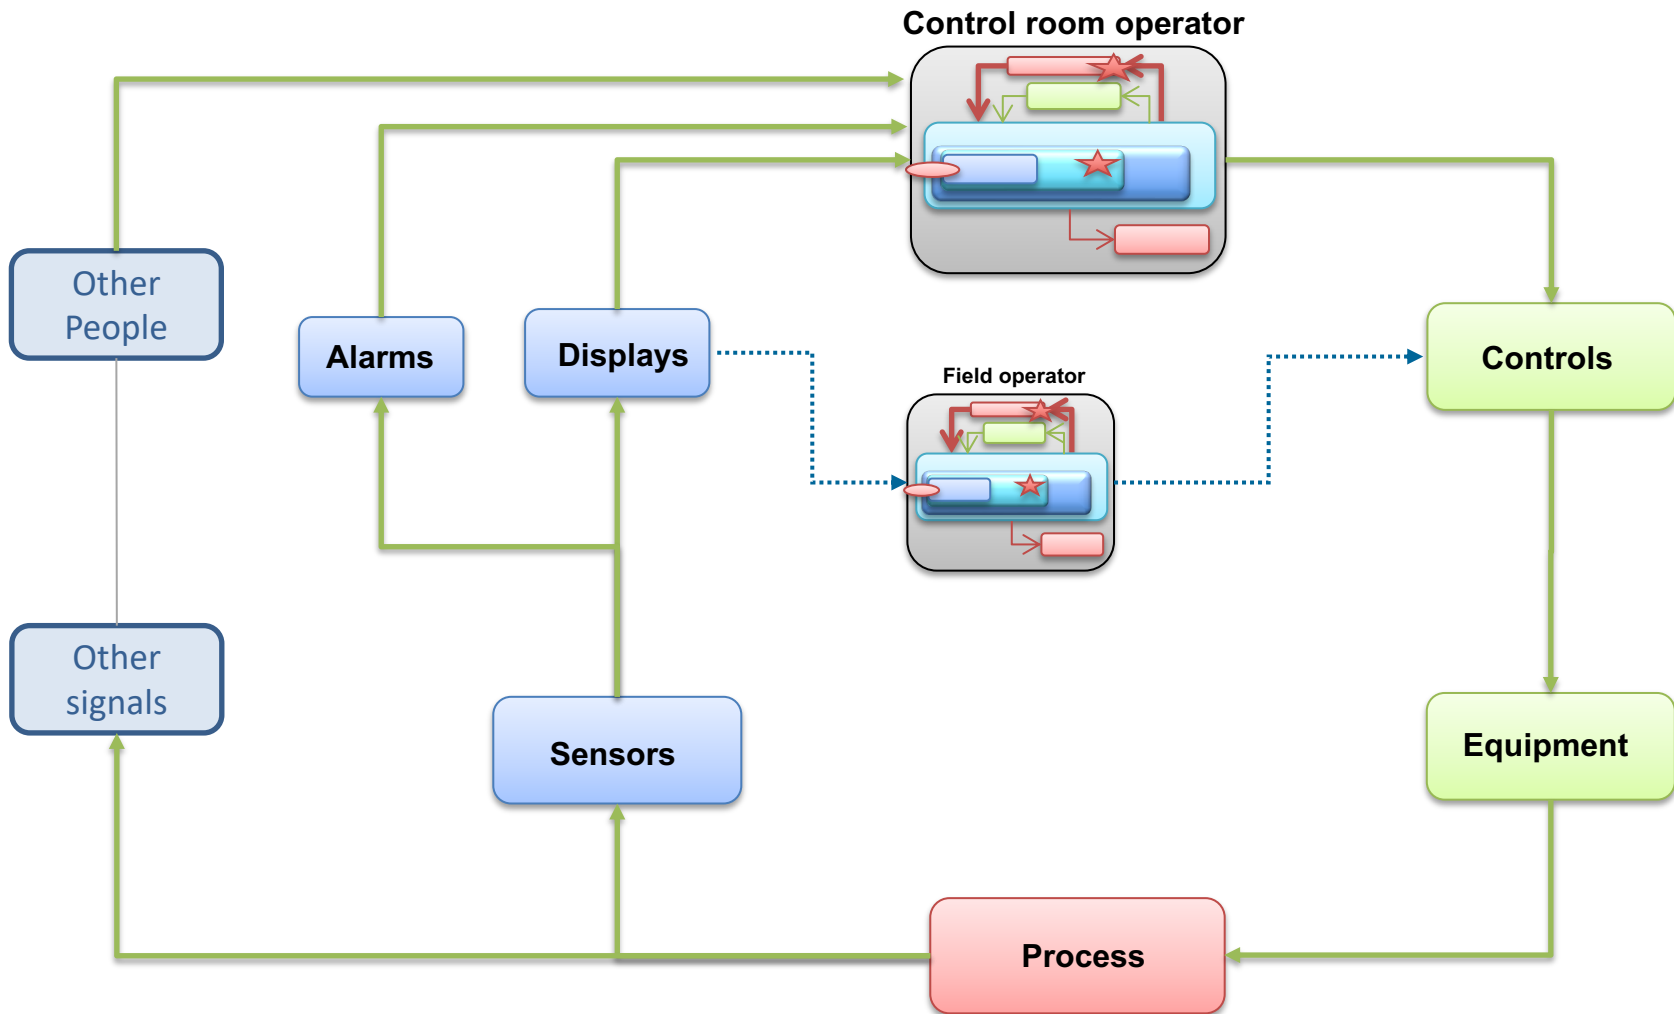 Control room operator
Other
People
Alarms
Displays
Field operator
Controls
Other
signals
Sensors
Equipment
Process